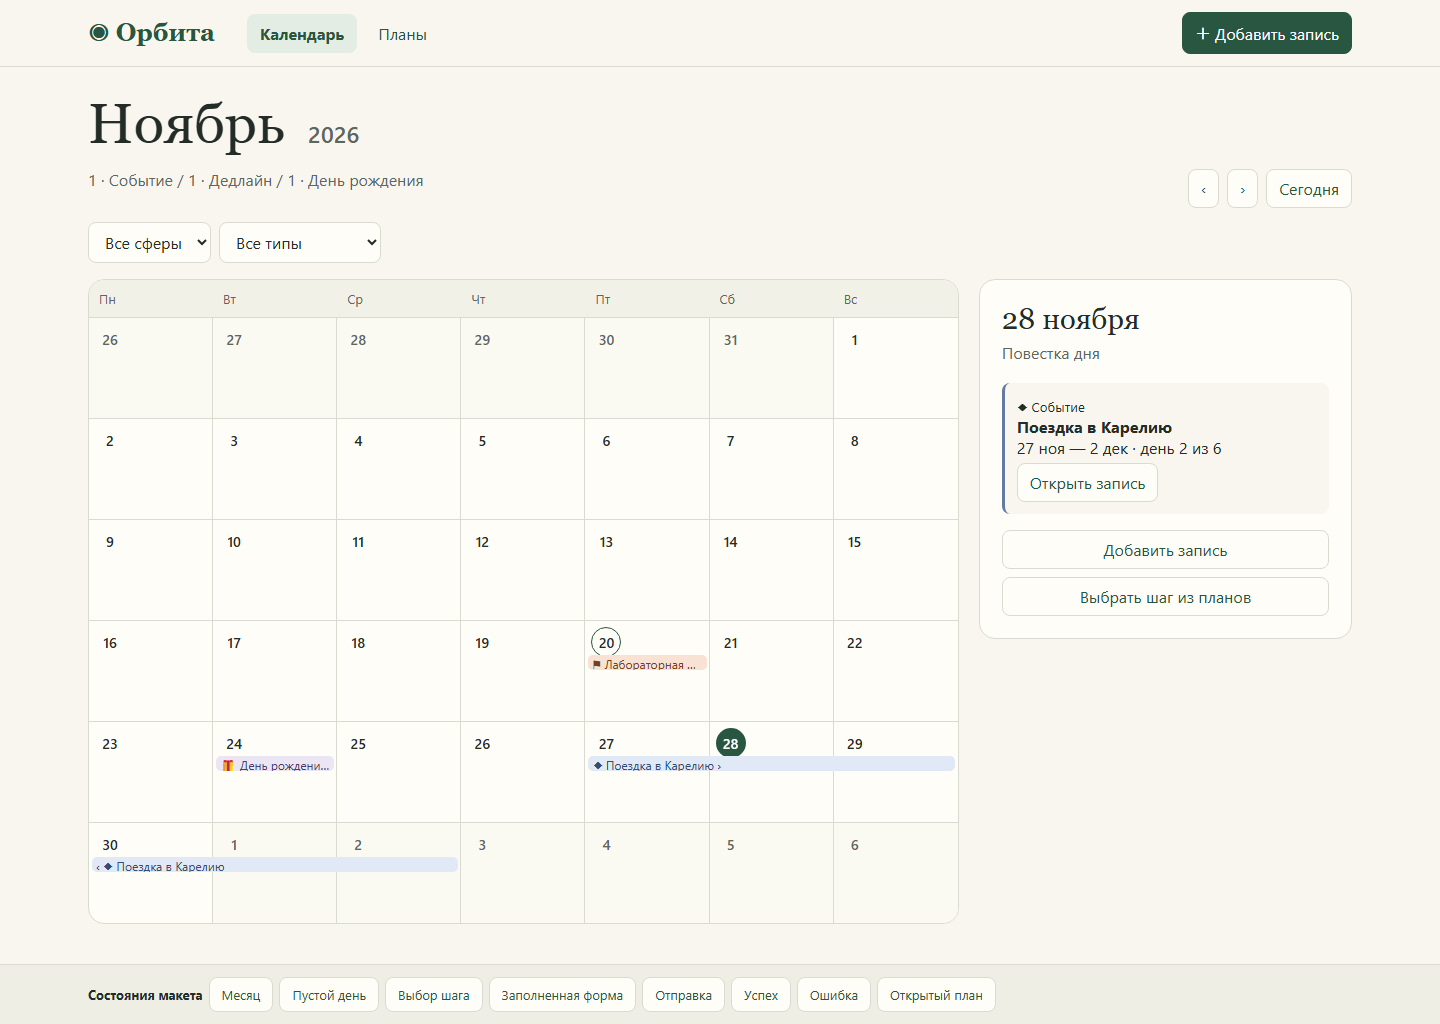 ◉ Орбита Календарь Планы + Добавить запись
Ноябрь 2026
1 · Событие / 1 · Дедлайн / 1 · День рождения
‹ › Сегодня
Все сферы Все типы
Пн Вт Ср Чт Пт Сб Вс
26 27 28 29 30 31 1
2 3 4 5 6 7 8
9 10 11 12 13 14 15
16 17 18 19 20 21 22
Лабораторная ...
23 24 25 26 27 28 29
День рождени... ◆ Поездка в Карелию ›
30 1 2 3 4 5 6
‹ ◆ Поездка в Карелию
28 ноября
Повестка дня
◆ Событие
Поездка в Карелию
27 ноя — 2 дек · день 2 из 6
Открыть запись
Добавить запись
Выбрать шаг из планов
Состояния макета Месяц Пустой день Выбор шага Заполненная форма Отправка Успех Ошибка Открытый план